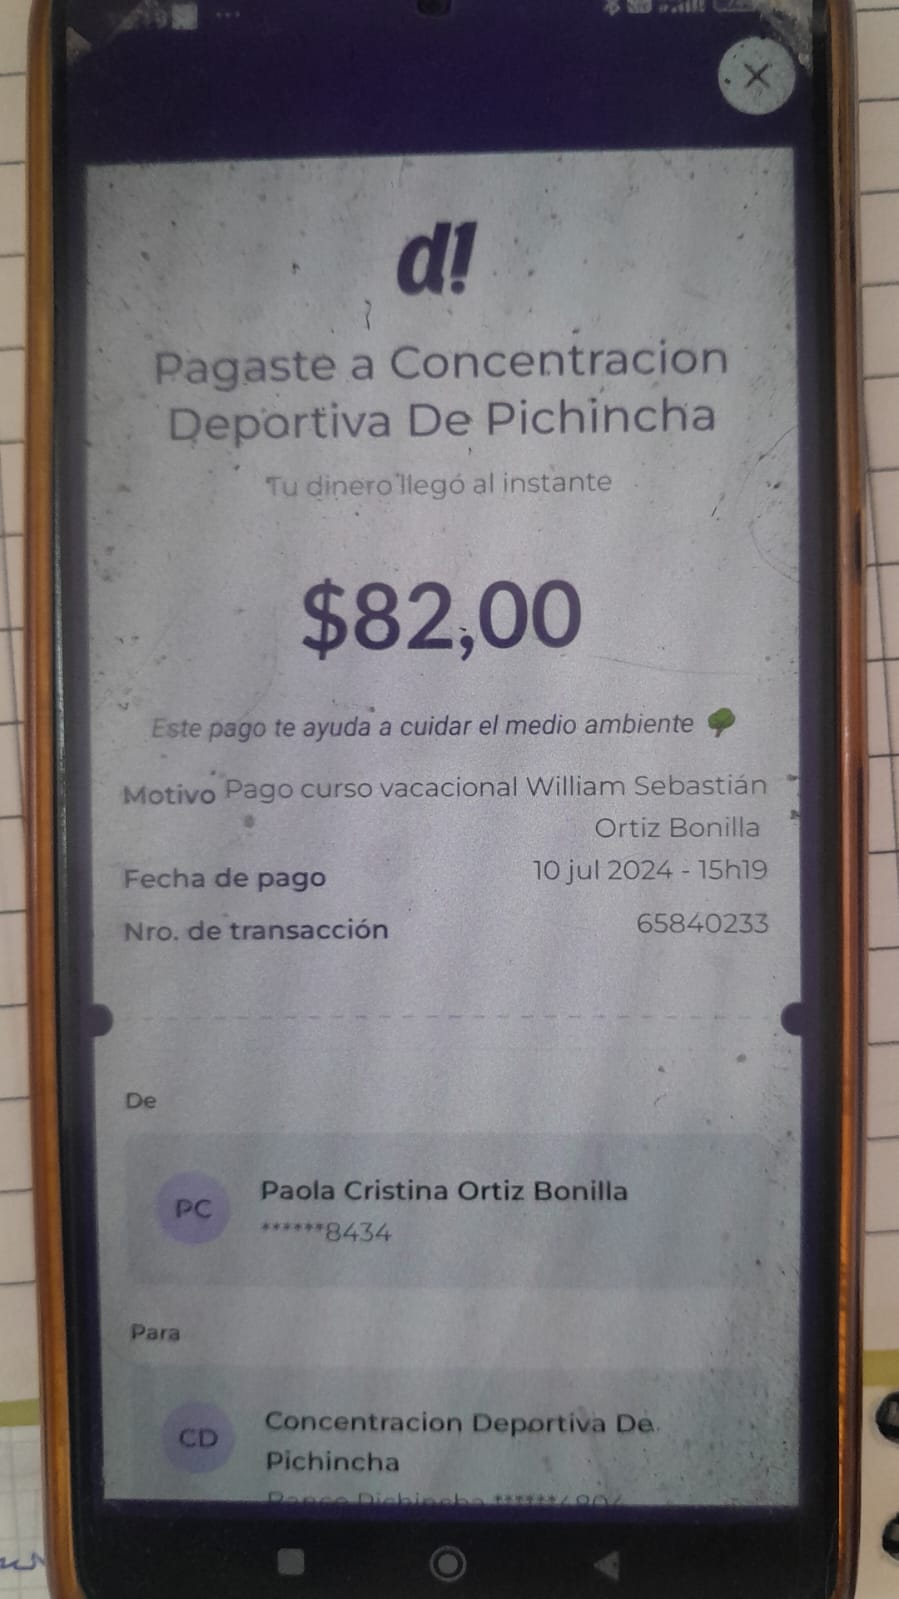 d!
Pagaste a Concentracion
Deportiva De Pichincha
Tu dinero llegó al instante
$82,00
Este pago te ayuda a cuidar el medio ambiente
Motivo Pago curso vacacional William Sebastián
Ortiz Bonilla
Fecha de pago 10 jul 2024 - 15h19
Nro. de transacción 65840233
De
PC Paola Cristina Ortiz Bonilla
******8434
Para
CD Concentracion Deportiva De
Pichincha
Banco Pichincha